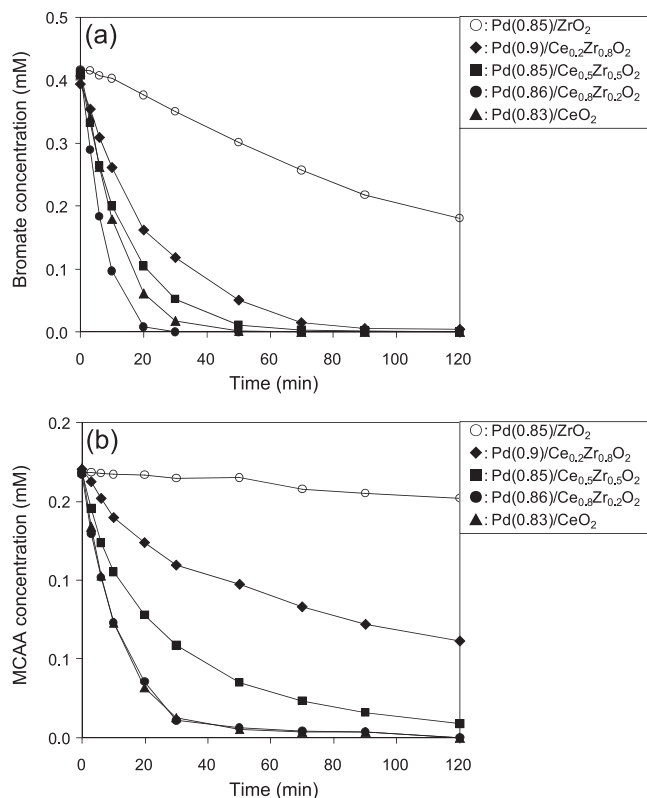 (a)
Bromate concentration (mM)
0.5
0.4
0.3
0.2
0.1
0.0
0 20 40 60 80 100 120
Time (min)
○: Pd(0.85)/ZrO₂
◆: Pd(0.9)/Ce₀.₂Zr₀.₈O₂
■: Pd(0.85)/Ce₀.₅Zr₀.₅O₂
●: Pd(0.86)/Ce₀.₈Zr₀.₂O₂
▲: Pd(0.83)/CeO₂
(b)
MCAA concentration (mM)
0.2
0.2
0.1
0.1
0.0
0 20 40 60 80 100 120
Time (min)
○: Pd(0.85)/ZrO₂
◆: Pd(0.9)/Ce₀.₂Zr₀.₈O₂
■: Pd(0.85)/Ce₀.₅Zr₀.₅O₂
●: Pd(0.86)/Ce₀.₈Zr₀.₂O₂
▲: Pd(0.83)/CeO₂